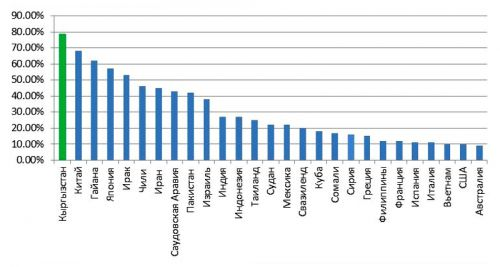 90.00%
80.00%
70.00%
60.00%
50.00%
40.00%
30.00%
20.00%
10.00%
0.00%
Кыргызстан
Китай
Гайана
Япония
Ирак
Чили
Иран
Саудовская Аравия
Пакистан
Израиль
Индия
Индонезия
Таиланд
Судан
Мексика
Свазиленд
Куба
Сомали
Сирия
Греция
Филиппины
Франция
Испания
Италия
Вьетнам
США
Австралия